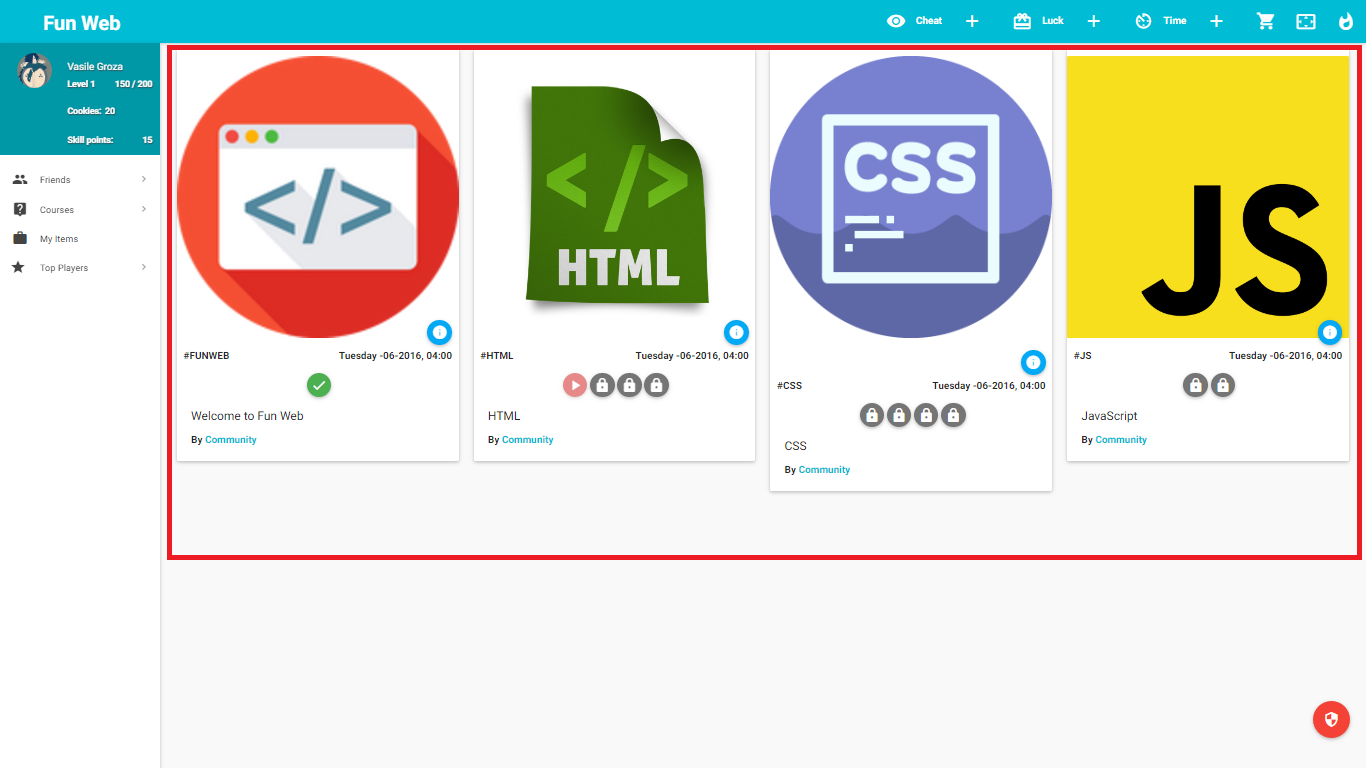 Fun Web
Cheat
Luck
Time
Vasile Groza
Level 1 150 / 200
Cookies: 20
Skill points: 15
Friends
Courses
My Items
Top Players
</>
#FUNWEB Tuesday -06-2016, 04:00
Welcome to Fun Web
By Community
</>
HTML
#HTML Tuesday -06-2016, 04:00
HTML
By Community
CSS
#CSS Tuesday -06-2016, 04:00
CSS
By Community
JS
#JS Tuesday -06-2016, 04:00
JavaScript
By Community